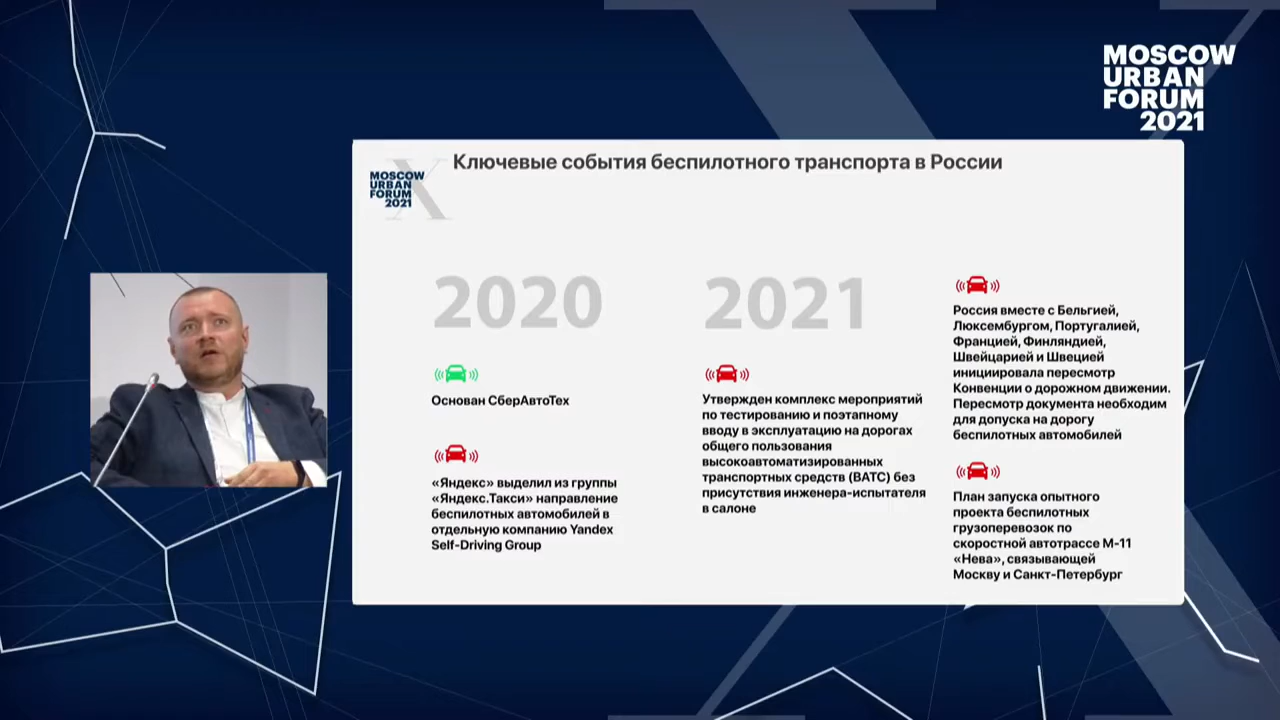 MOSCOW
URBAN
FORUM
2021
Ключевые события беспилотного транспорта в России
MOSCOW
URBAN
FORUM
2021
2020
Основан СберАвтоТех
«Яндекс» выделил из группы
«Яндекс.Такси» направление
беспилотных автомобилей в
отдельную компанию Yandex
Self-Driving Group
2021
Утвержден комплекс мероприятий
по тестированию и поэтапному
вводу в эксплуатацию на дорогах
общего пользования
высокоавтоматизированных
транспортных средств (ВАТС) без
присутствия инженера-испытателя
в салоне
Россия вместе с Бельгией,
Люксембургом, Португалией,
Францией, Финляндией,
Швейцарией и Швецией
инициировала пересмотр
Конвенции о дорожном движении.
Пересмотр документа необходим
для допуска на дорогу
беспилотных автомобилей
План запуска опытного
проекта беспилотных
грузоперевозок по
скоростной автотрассе М-11
«Нева», связывающей
Москву и Санкт-Петербург